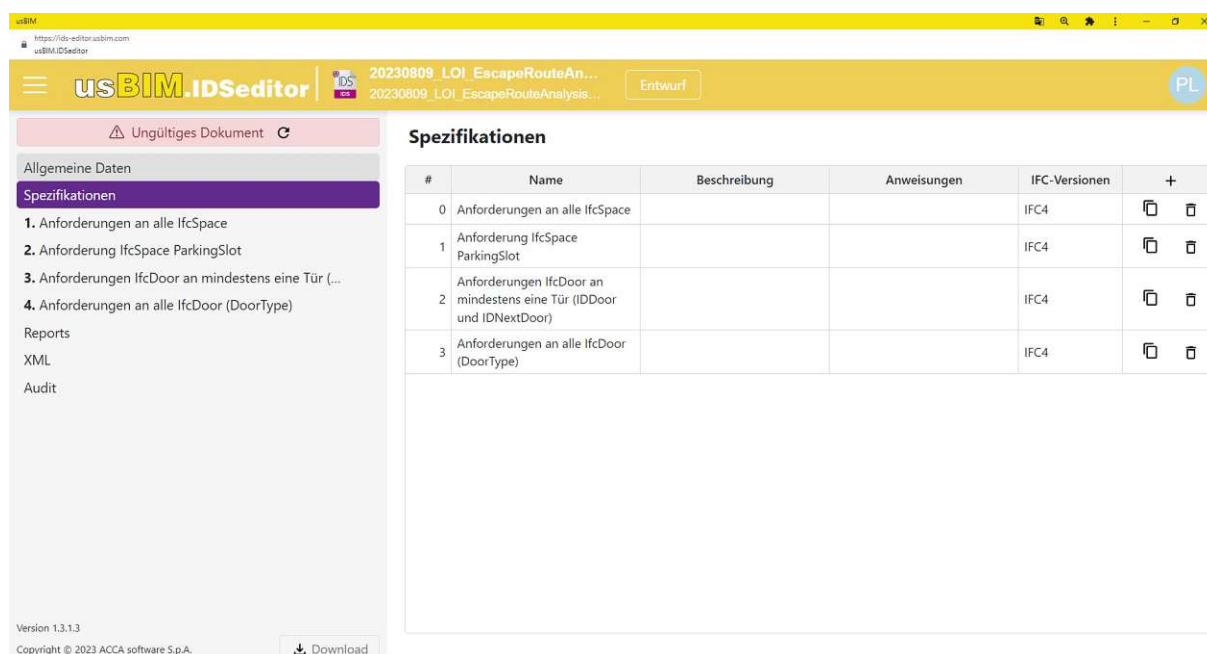 usBIM
https://ids-editor.usbim.com
usBIM.IDSeditor
usBIM.IDSeditor
IDS
IDS
20230809_LOI_EscapeRouteAn...
20230809_LOI_EscapeRouteAnalysis...
Entwurf
PL
Ungültiges Dokument
Allgemeine Daten
Spezifikationen
1. Anforderungen an alle IfcSpace
2. Anforderung IfcSpace ParkingSlot
3. Anforderungen IfcDoor an mindestens eine Tür (...
4. Anforderungen an alle IfcDoor (DoorType)
Reports
XML
Audit
Version 1.3.1.3
Copyright © 2023 ACCA software S.p.A.
Download
Spezifikationen
# Name Beschreibung Anweisungen IFC-Versionen +
0 Anforderungen an alle IfcSpace IFC4
1 Anforderung IfcSpace
ParkingSlot IFC4
2 Anforderungen IfcDoor an
mindestens eine Tür (IDDoor
und IDNextDoor) IFC4
3 Anforderungen an alle IfcDoor
(DoorType) IFC4